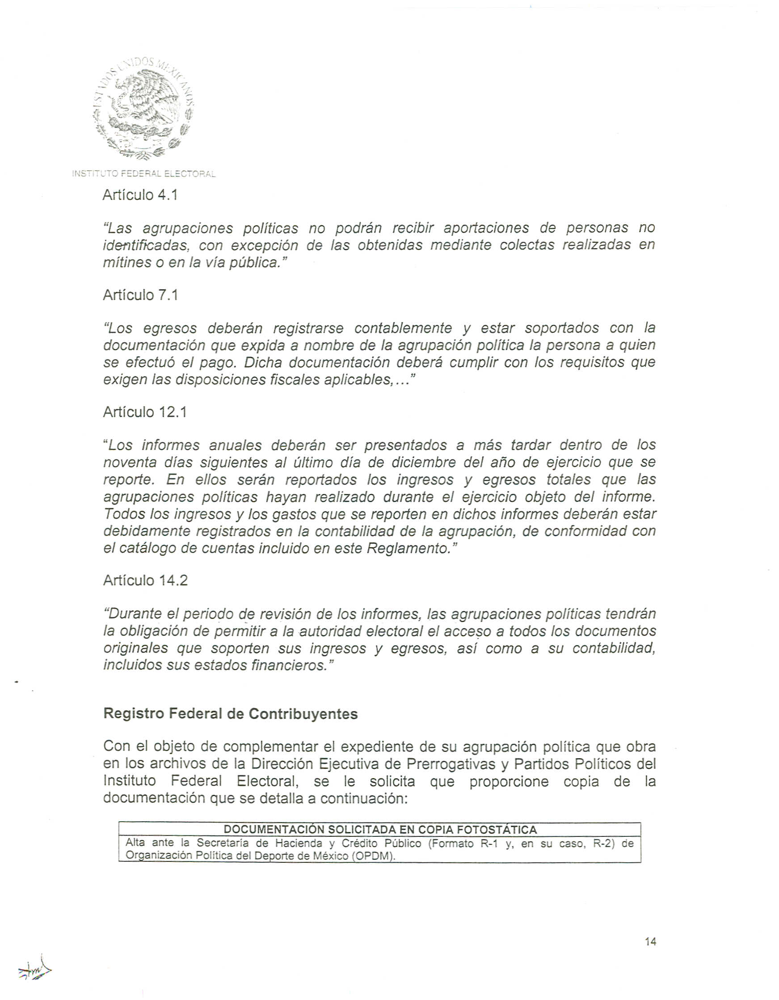 ESTADOS UNIDOS MEXICANOS
INSTITUTO FEDERAL ELECTORAL
Artículo 4.1
“Las agrupaciones políticas no podrán recibir aportaciones de personas no
identificadas, con excepción de las obtenidas mediante colectas realizadas en
mítines o en la vía pública.”
Artículo 7.1
“Los egresos deberán registrarse contablemente y estar soportados con la
documentación que expida a nombre de la agrupación política la persona a quien
se efectuó el pago. Dicha documentación deberá cumplir con los requisitos que
exigen las disposiciones fiscales aplicables,...”
Artículo 12.1
“Los informes anuales deberán ser presentados a más tardar dentro de los
noventa días siguientes al último día de diciembre del año de ejercicio que se
reporte. En ellos serán reportados los ingresos y egresos totales que las
agrupaciones políticas hayan realizado durante el ejercicio objeto del informe.
Todos los ingresos y los gastos que se reporten en dichos informes deberán estar
debidamente registrados en la contabilidad de la agrupación, de conformidad con
el catálogo de cuentas incluido en este Reglamento.”
Artículo 14.2
“Durante el periodo de revisión de los informes, las agrupaciones políticas tendrán
la obligación de permitir a la autoridad electoral el acceso a todos los documentos
originales que soporten sus ingresos y egresos, así como a su contabilidad,
incluidos sus estados financieros.”
Registro Federal de Contribuyentes
Con el objeto de complementar el expediente de su agrupación política que obra
en los archivos de la Dirección Ejecutiva de Prerrogativas y Partidos Políticos del
Instituto Federal Electoral, se le solicita que proporcione copia de la
documentación que se detalla a continuación:
DOCUMENTACIÓN SOLICITADA EN COPIA FOTOSTÁTICA
Alta ante la Secretaría de Hacienda y Crédito Público (Formato R-1 y, en su caso, R-2) de
Organización Política del Deporte de México (OPDM).
14